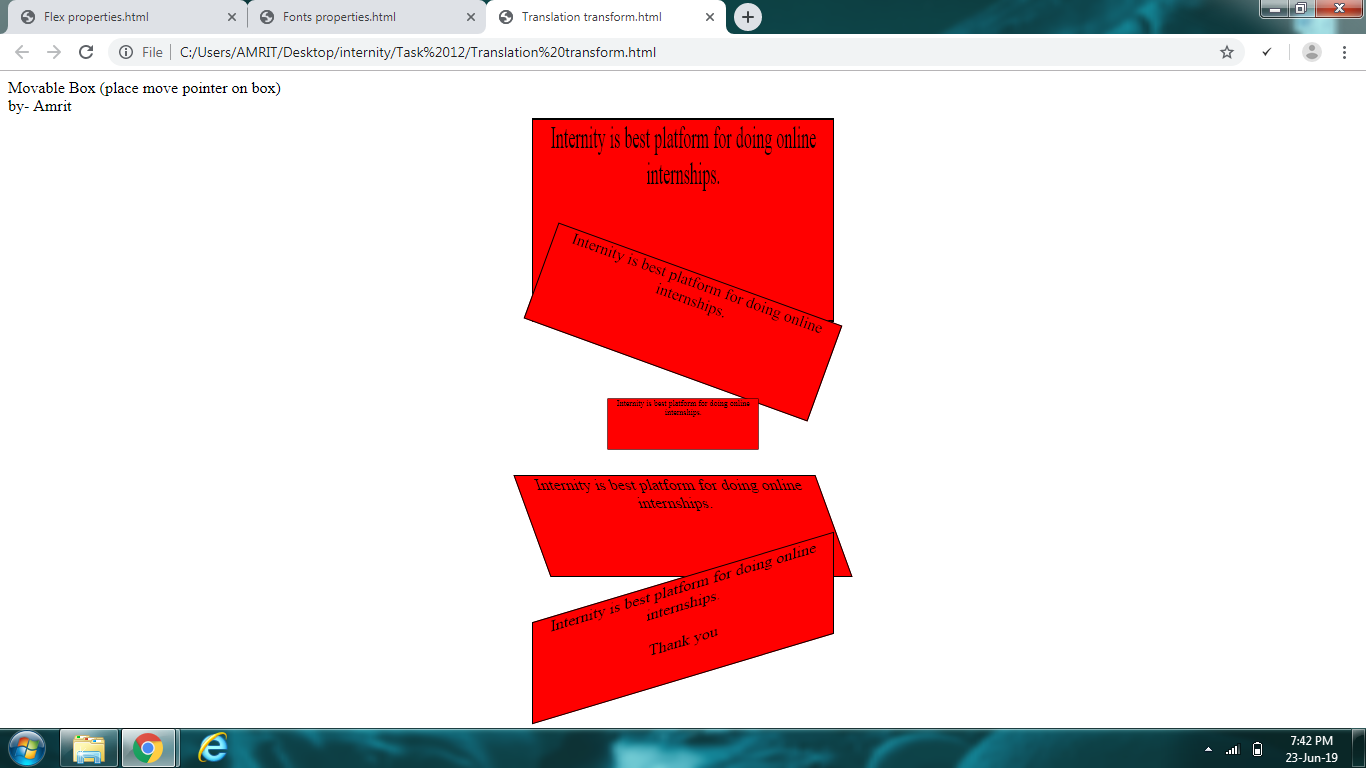 Flex properties.html
Fonts properties.html
Translation transform.html
File
C:/Users/AMRIT/Desktop/internity/Task%2012/Translation%20transform.html
Movable Box (place move pointer on box)
by- Amrit
Internity is best platform for doing online
internships.
Internity is best platform for doing online
internships.
Internity is best platform for doing online
internships.
Internity is best platform for doing online
internships.
Internity is best platform for doing online
internships.
Thank you
7:42 PM
23-Jun-19